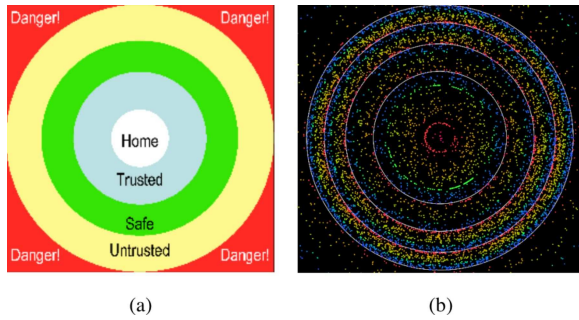 Danger! Danger!
Home
Trusted
Safe
Untrusted
Danger! Danger!
(a) (b)